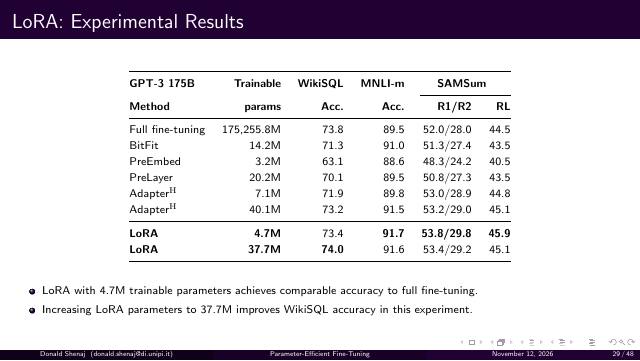 LoRA: Experimental Results
GPT-3 175B Trainable WikiSQL MNLI-m SAMSum
Method params Acc. Acc. R1/R2 RL
Full fine-tuning 175,255.8M 73.8 89.5 52.0/28.0 44.5
BitFit 14.2M 71.3 91.0 51.3/27.4 43.5
PreEmbed 3.2M 63.1 88.6 48.3/24.2 40.5
PreLayer 20.2M 70.1 89.5 50.8/27.3 43.5
Adapterᴴ 7.1M 71.9 89.8 53.0/28.9 44.8
Adapterᴴ 40.1M 73.2 91.5 53.2/29.0 45.1
LoRA 4.7M 73.4 91.7 53.8/29.8 45.9
LoRA 37.7M 74.0 91.6 53.4/29.2 45.1
LoRA with 4.7M trainable parameters achieves comparable accuracy to full fine-tuning.
Increasing LoRA parameters to 37.7M improves WikiSQL accuracy in this experiment.
Donald Shenaj (donald.shenaj@di.unipi.it) Parameter-Efficient Fine-Tuning November 12, 2026 29 / 48